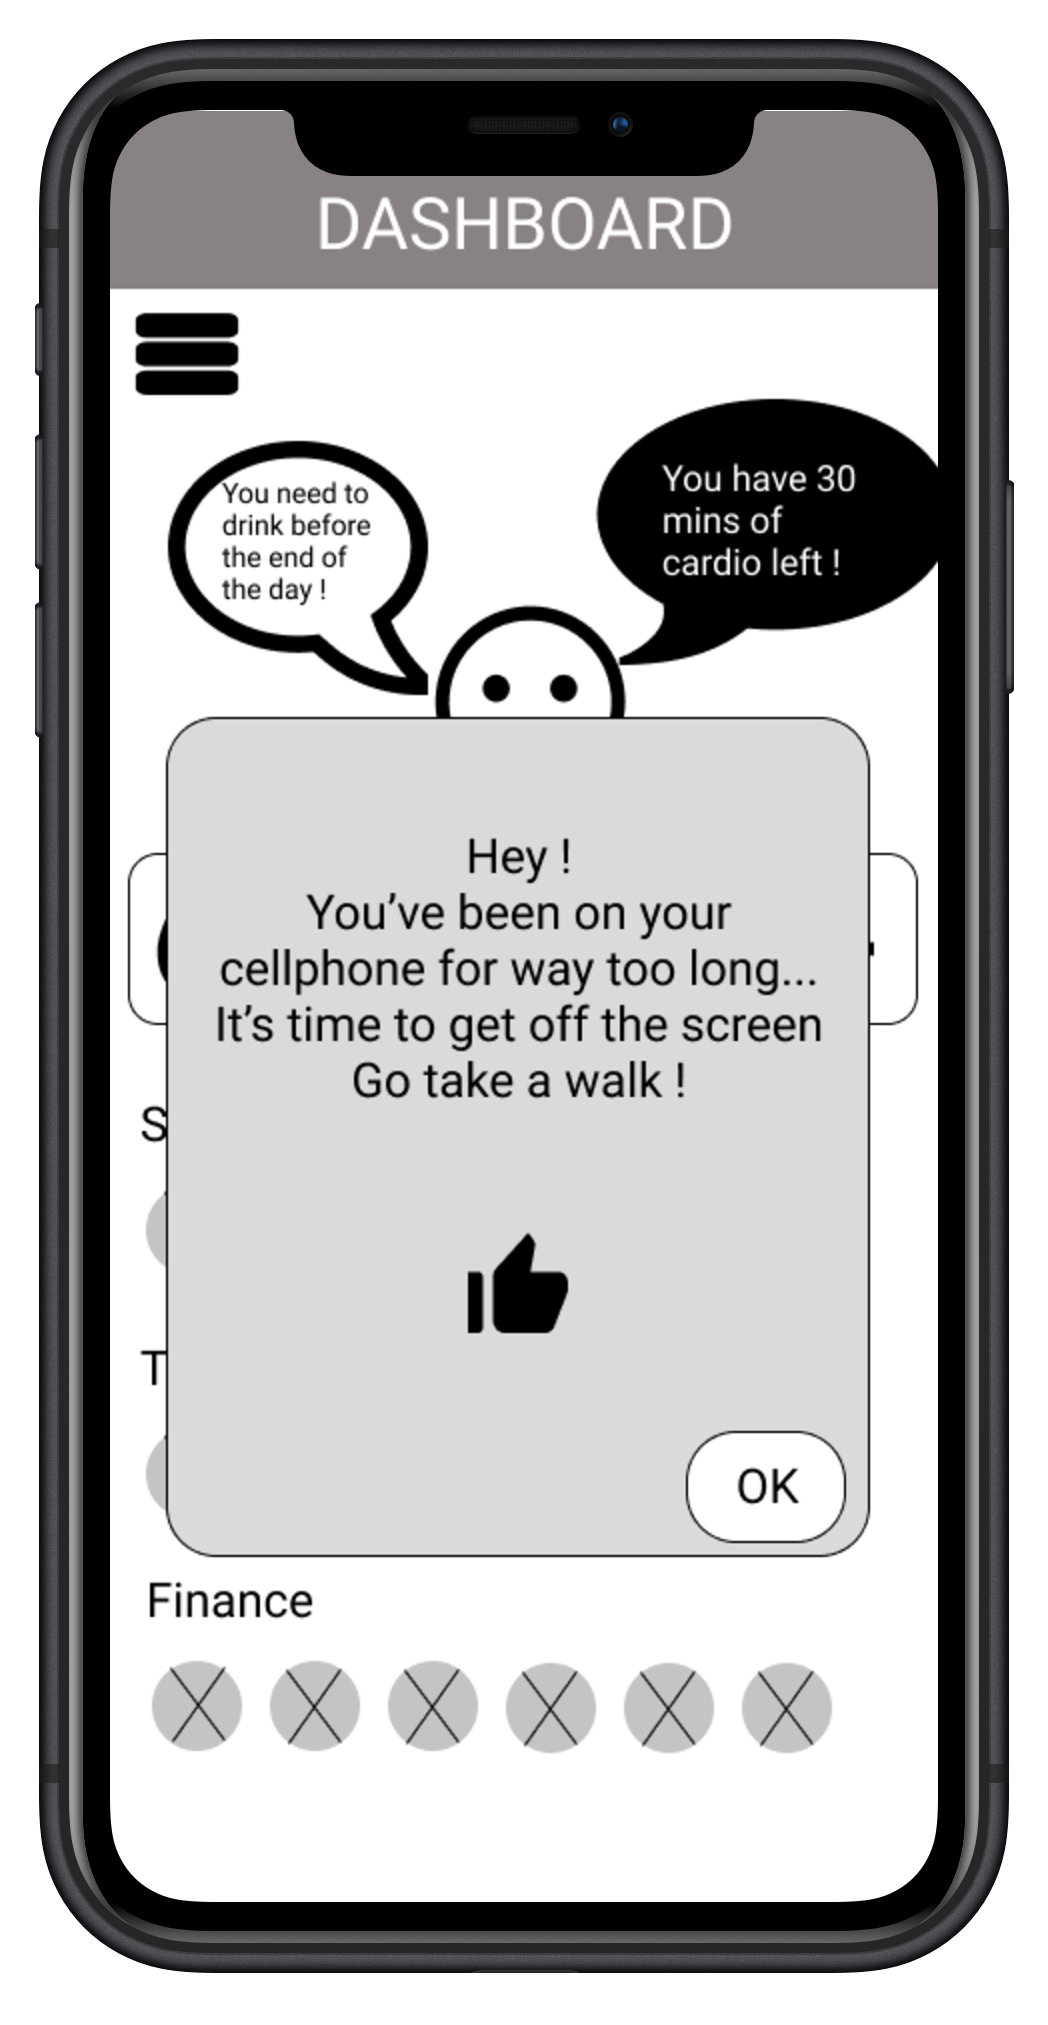 DASHBOARD
You need to
drink before
the end of
the day !
You have 30
mins of
cardio left !
Hey !
You’ve been on your
cellphone for way too long...
It’s time to get off the screen
Go take a walk !
OK
Finance